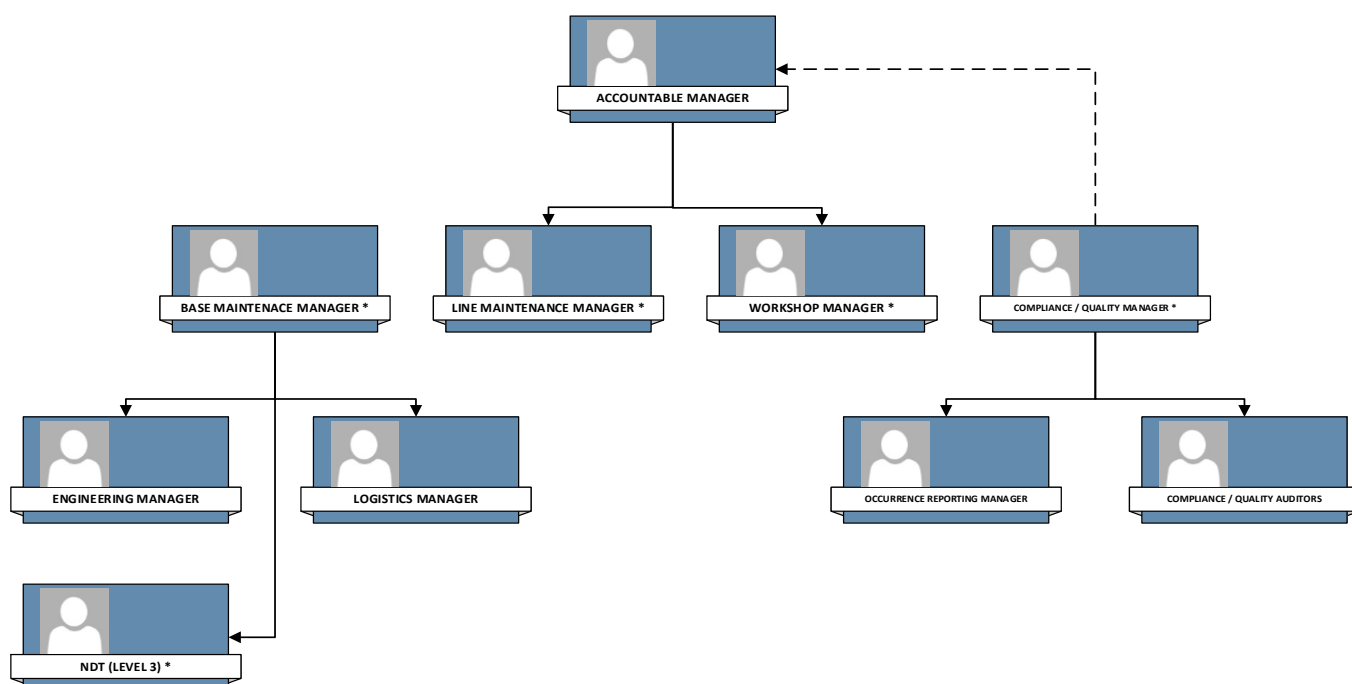 ACCOUNTABLE MANAGER
BASE MAINTENACE MANAGER *
LINE MAINTENANCE MANAGER *
WORKSHOP MANAGER *
COMPLIANCE / QUALITY MANAGER *
ENGINEERING MANAGER
LOGISTICS MANAGER
OCCURRENCE REPORTING MANAGER
COMPLIANCE / QUALITY AUDITORS
NDT (LEVEL 3) *